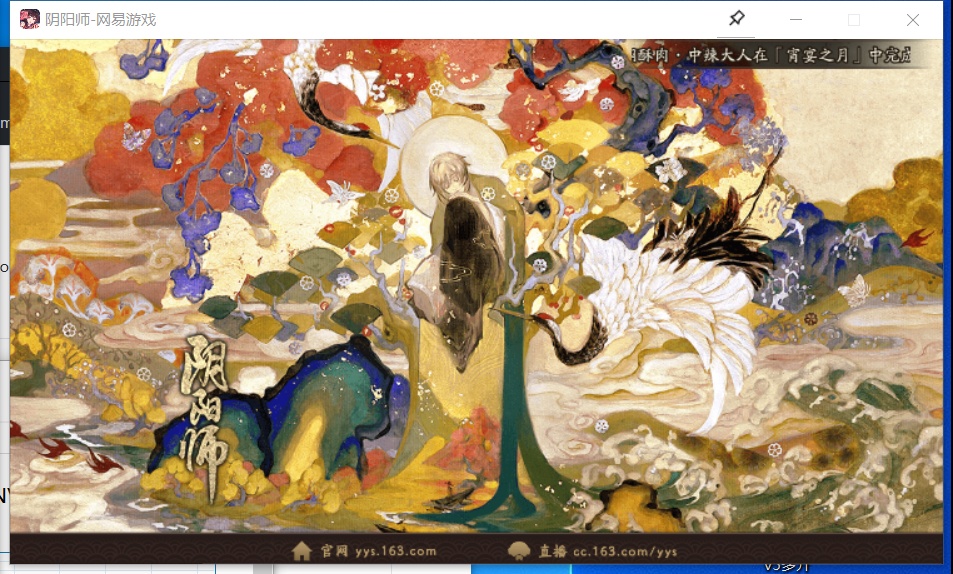 阴阳师-网易游戏
酥肉·中辣大人在「宵宴之月」中完成
阴阳师
官网 yys.163.com
直播 cc.163.com/yys